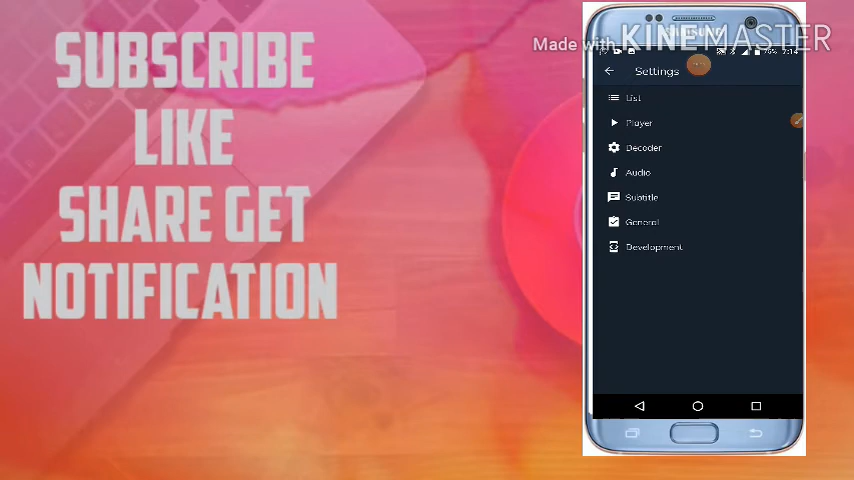 SUBSCRIBE
LIKE
SHARE GET
NOTIFICATION
Made with KINEMASTER
Settings
List
Player
Decoder
Audio
Subtitle
General
Development